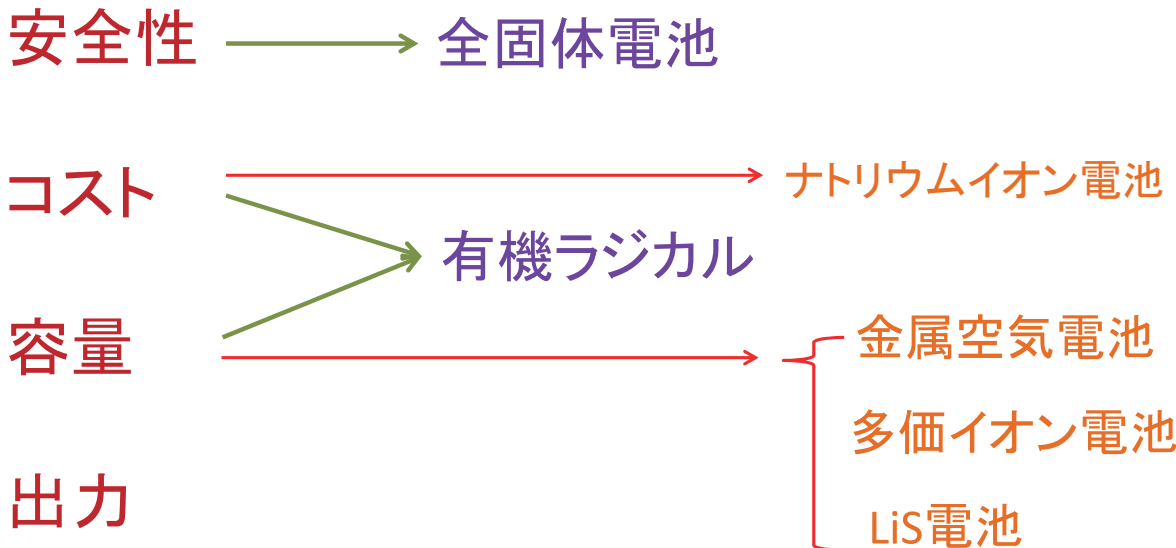 安全性
全固体電池
コスト
ナトリウムイオン電池
有機ラジカル
容量
金属空気電池
多価イオン電池
出力
LiS電池